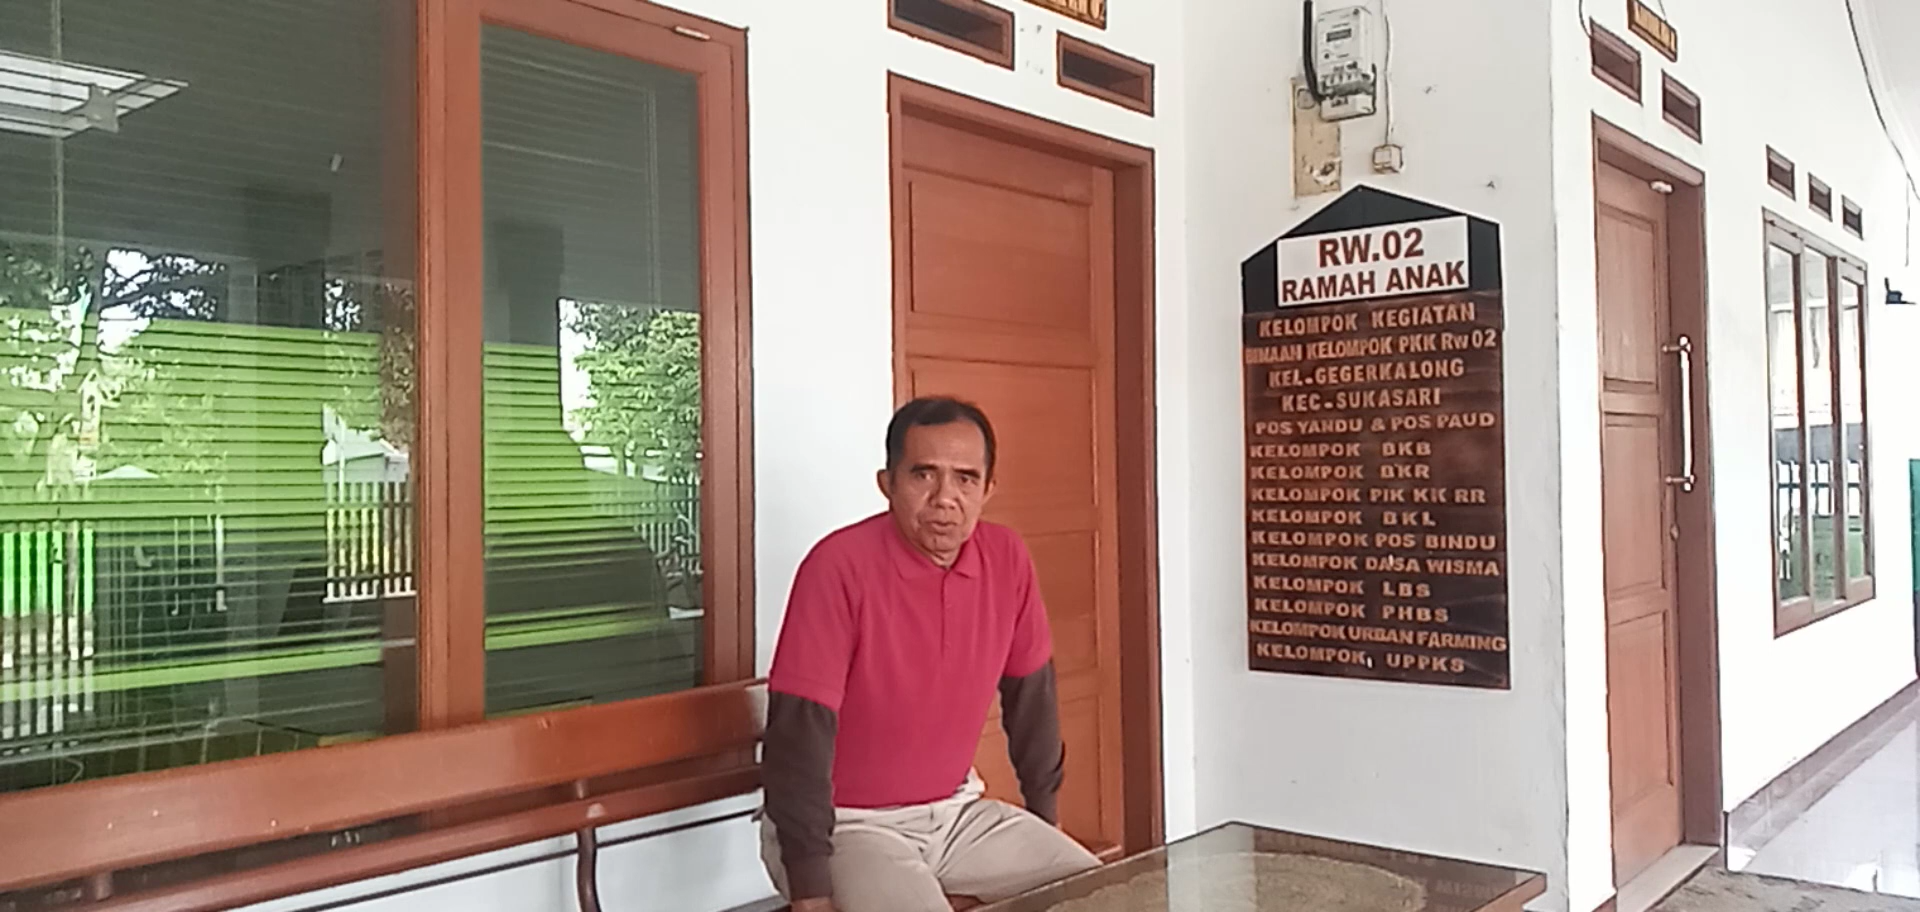 RW.02
RAMAH ANAK
KELOMPOK KEGIATAN
BINAAN KELOMPOK PKK Rw 02
KEL-GEGERKALONG
KEC-SUKASARI
POS YANDU & POS PAUD
KELOMPOK BKB
KELOMPOK BKR
KELOMPOK PIK KK RR
KELOMPOK BKL
KELOMPOK POS BINDU
KELOMPOK DASA WISMA
KELOMPOK LBS
KELOMPOK PHBS
KELOMPOK URBAN FARMING
KELOMPOK, UPPKS